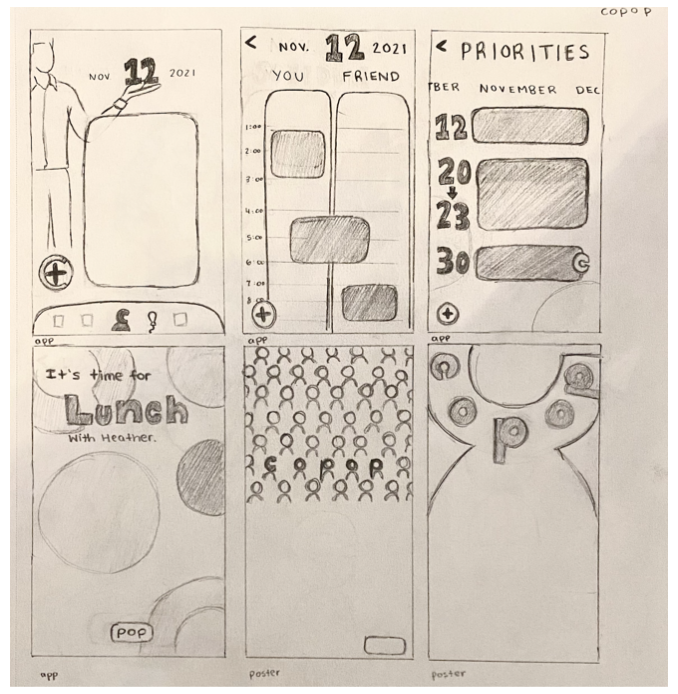 copop
NOV 12 2021
app
< NOV. 12 2021
YOU FRIEND
1:00
2:00
3:00
4:00
5:00
6:00
7:00
app
< PRIORITIES
TBER NOVEMBER DEC
12
20
23
30
app
It's time for
Lunch
With Heather.
POP
app
copop
poster
p
poster